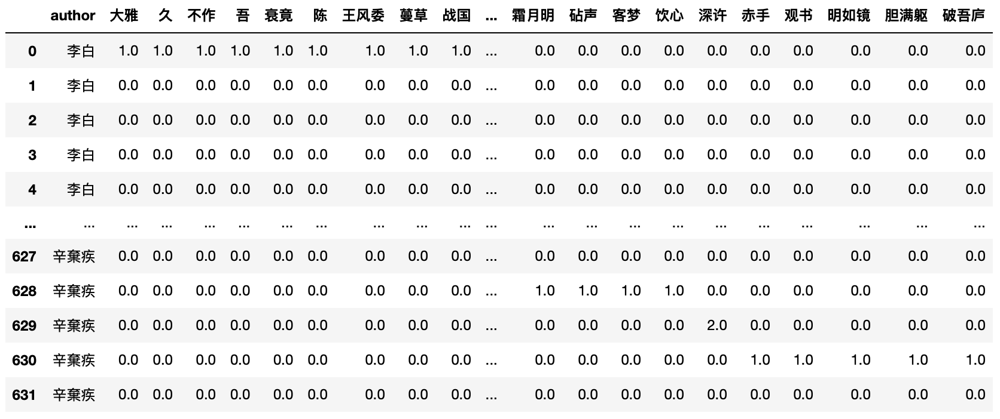 author 大雅 久 不作 吾 衰竟 陈 王风委 蔓草 战国 ... 霜月明 砧声 客梦 饮心 深许 赤手 观书 明如镜 胆满躯 破吾庐
0 李白 1.0 1.0 1.0 1.0 1.0 1.0 1.0 1.0 1.0 ... 0.0 0.0 0.0 0.0 0.0 0.0 0.0 0.0 0.0 0.0
1 李白 0.0 0.0 0.0 0.0 0.0 0.0 0.0 0.0 0.0 ... 0.0 0.0 0.0 0.0 0.0 0.0 0.0 0.0 0.0 0.0
2 李白 0.0 0.0 0.0 0.0 0.0 0.0 0.0 0.0 0.0 ... 0.0 0.0 0.0 0.0 0.0 0.0 0.0 0.0 0.0 0.0
3 李白 0.0 0.0 0.0 0.0 0.0 0.0 0.0 0.0 0.0 ... 0.0 0.0 0.0 0.0 0.0 0.0 0.0 0.0 0.0 0.0
4 李白 0.0 0.0 0.0 0.0 0.0 0.0 0.0 0.0 0.0 ... 0.0 0.0 0.0 0.0 0.0 0.0 0.0 0.0 0.0 0.0
... ... ... ... ... ... ... ... ... ... ... ... ... ... ... ... ... ... ... ... ... ...
627 辛棄疾 0.0 0.0 0.0 0.0 0.0 0.0 0.0 0.0 0.0 ... 0.0 0.0 0.0 0.0 0.0 0.0 0.0 0.0 0.0 0.0
628 辛棄疾 0.0 0.0 0.0 0.0 0.0 0.0 0.0 0.0 0.0 ... 1.0 1.0 1.0 1.0 0.0 0.0 0.0 0.0 0.0 0.0
629 辛棄疾 0.0 0.0 0.0 0.0 0.0 0.0 0.0 0.0 0.0 ... 0.0 0.0 0.0 0.0 2.0 0.0 0.0 0.0 0.0 0.0
630 辛棄疾 0.0 0.0 0.0 0.0 0.0 0.0 0.0 0.0 0.0 ... 0.0 0.0 0.0 0.0 0.0 1.0 1.0 1.0 1.0 1.0
631 辛棄疾 0.0 0.0 0.0 0.0 0.0 0.0 0.0 0.0 0.0 ... 0.0 0.0 0.0 0.0 0.0 0.0 0.0 0.0 0.0 0.0